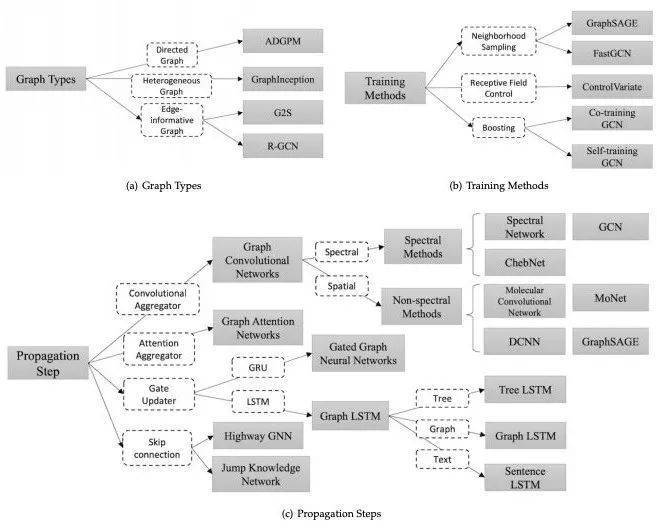 Graph Types
Directed
Graph
Heterogeneous
Graph
Edge-
informative
Graph
ADGPM
GraphInception
G2S
R-GCN
(a) Graph Types
Training
Methods
Neighborhood
Sampling
Receptive Field
Control
Boosting
GraphSAGE
FastGCN
ControlVariate
Co-training
GCN
Self-training
GCN
(b) Training Methods
Propagation
Step
Convolutional
Aggregator
Attention
Aggregator
Gate
Updater
Skip
connection
Graph
Convolutional
Networks
Spectral
Spatial
Spectral
Methods
Non-spectral
Methods
Spectral
Network
GCN
ChebNet
Molecular
Convolutional
Network
MoNet
DCNN
GraphSAGE
Graph Attention
Networks
GRU
LSTM
Gated Graph
Neural Networks
Graph LSTM
Tree
Graph
Text
Tree LSTM
Graph LSTM
Sentence
LSTM
Highway GNN
Jump Knowledge
Network
(c) Propagation Steps